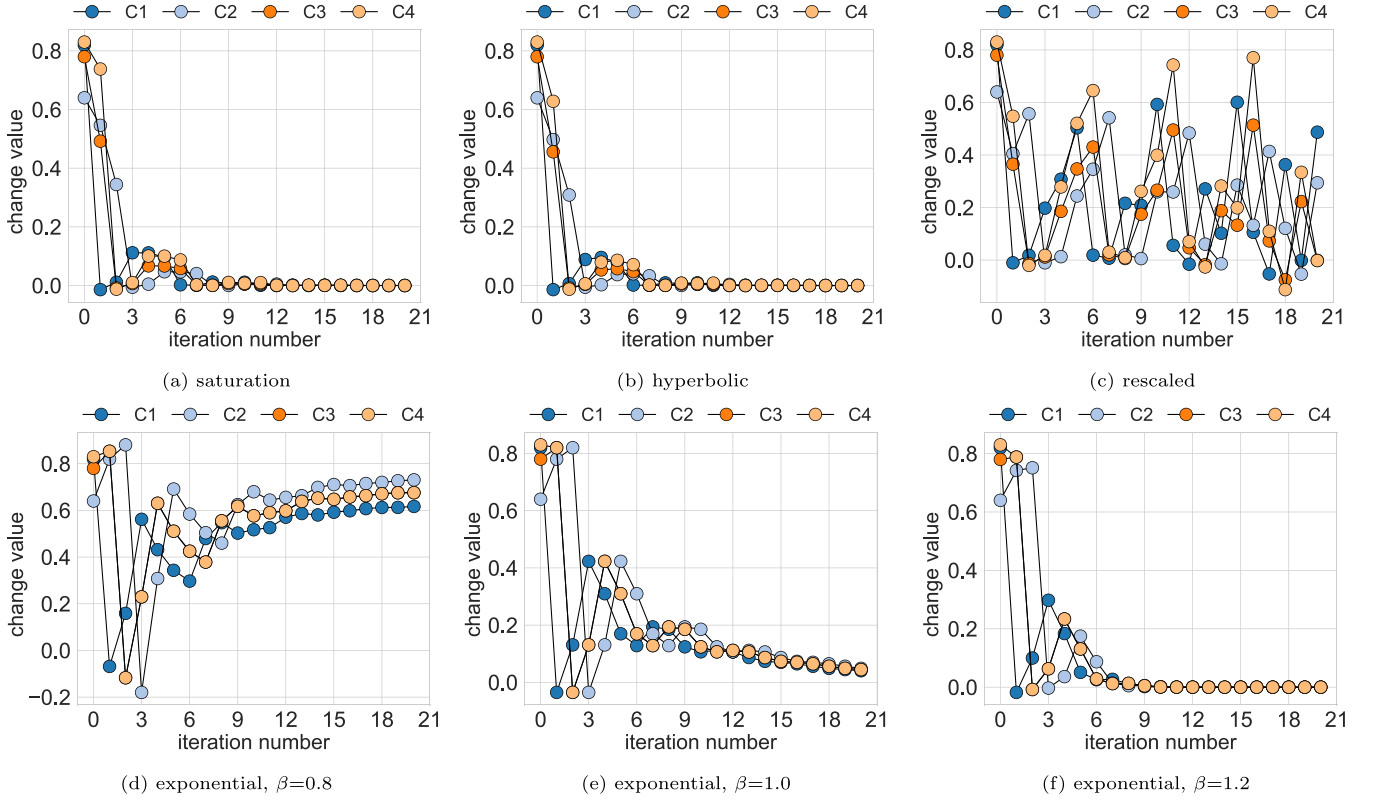 C1 C2 C3 C4
0.8
0.6
0.4
0.2
0.0
change value
0 3 6 9 12 15 18 21
iteration number
(a) saturation
C1 C2 C3 C4
0.8
0.6
0.4
0.2
0.0
change value
0 3 6 9 12 15 18 21
iteration number
(b) hyperbolic
C1 C2 C3 C4
0.8
0.6
0.4
0.2
0.0
change value
0 3 6 9 12 15 18 21
iteration number
(c) rescaled
C1 C2 C3 C4
0.8
0.6
0.4
0.2
0.0
−0.2
change value
0 3 6 9 12 15 18 21
iteration number
(d) exponential, β=0.8
C1 C2 C3 C4
0.8
0.6
0.4
0.2
0.0
change value
0 3 6 9 12 15 18 21
iteration number
(e) exponential, β=1.0
C1 C2 C3 C4
0.8
0.6
0.4
0.2
0.0
change value
0 3 6 9 12 15 18 21
iteration number
(f) exponential, β=1.2